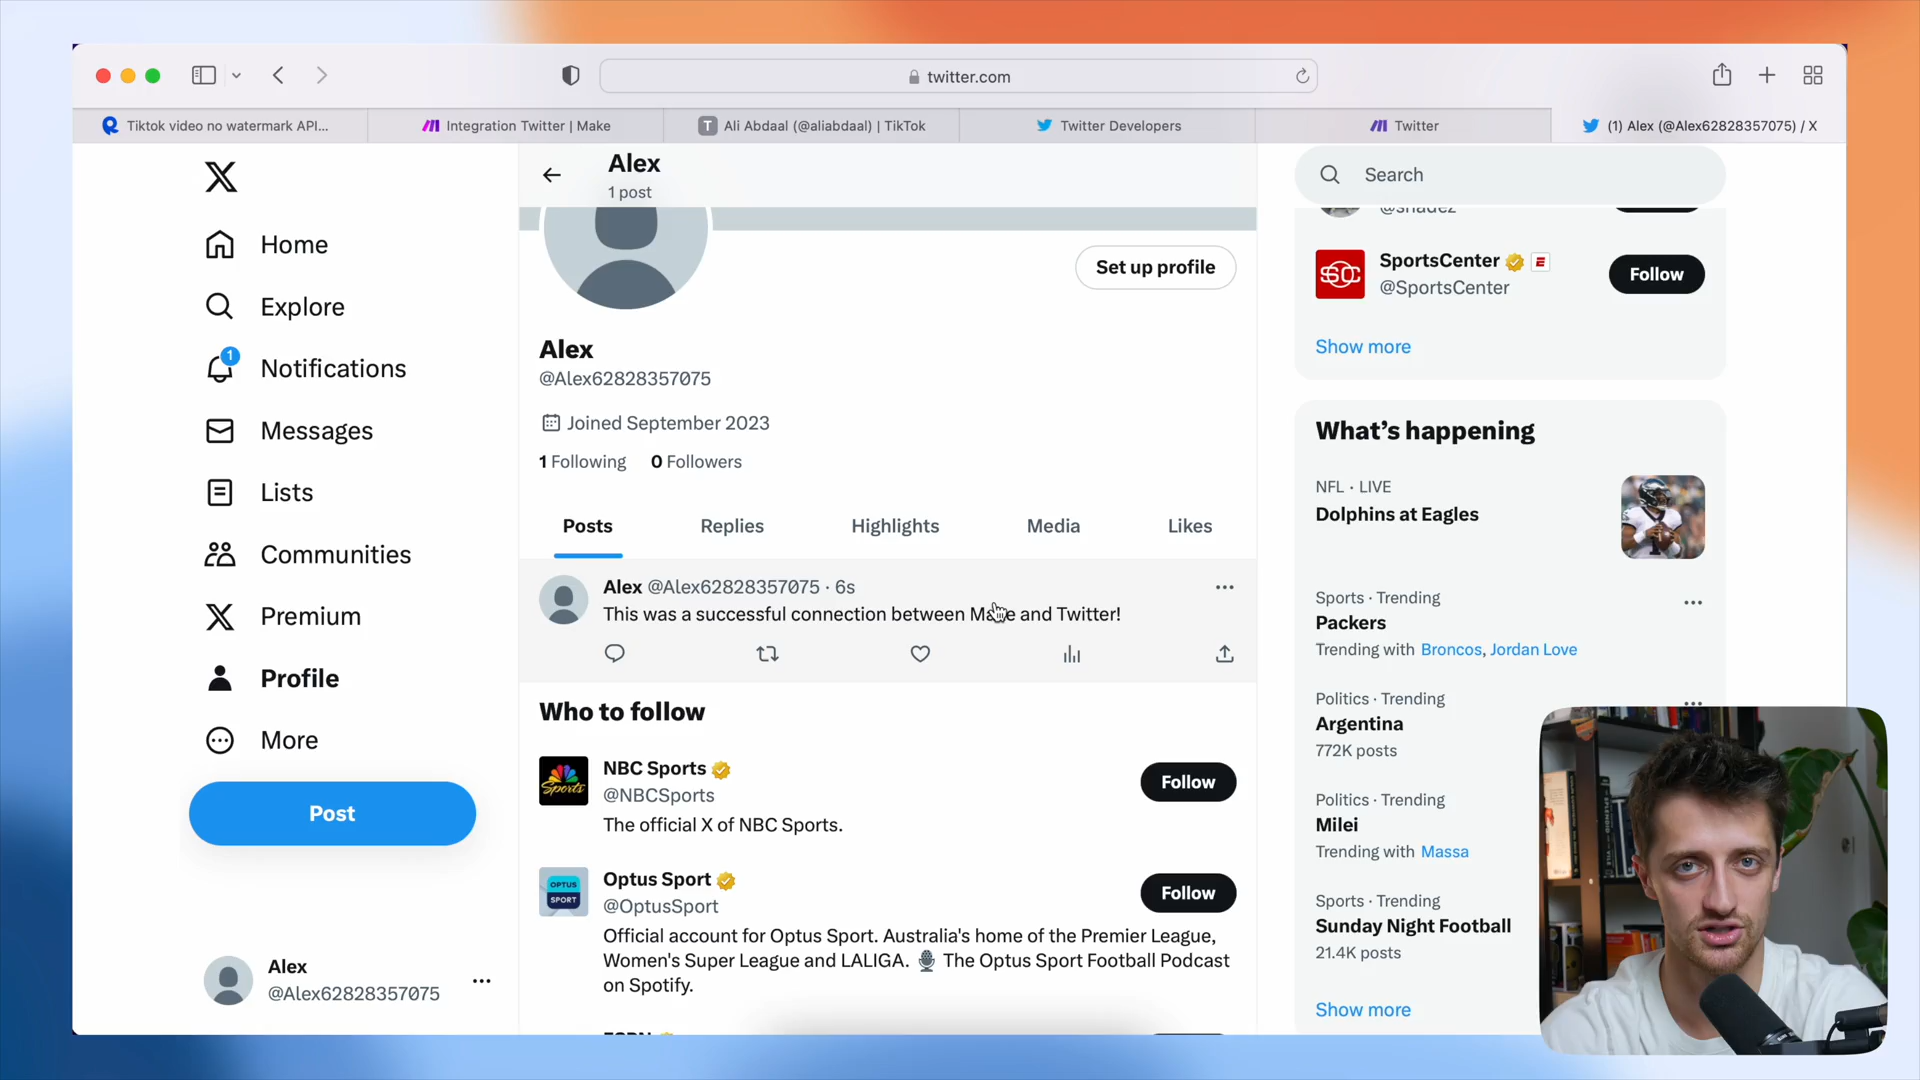 twitter.com
Tiktok video no watermark API...
Integration Twitter | Make
Ali Abdaal (@aliabdaal) | TikTok
Twitter Developers
Twitter
(1) Alex (@Alex62828357075) / X
Home
Explore
1
Notifications
Messages
Lists
Communities
Premium
Profile
More
Post
Alex
@Alex62828357075
Alex
1 post
Set up profile
Alex
@Alex62828357075
Joined September 2023
1 Following 0 Followers
Posts Replies Highlights Media Likes
Alex @Alex62828357075 · 6s
This was a successful connection between and Twitter!
Who to follow
NBC Sports
@NBCSports
The official X of NBC Sports.
Follow
Optus Sport
@OptusSport
Official account for Optus Sport. Australia's home of the Premier League,
Women's Super League and LALIGA. The Optus Sport Football Podcast
on Spotify.
Follow
OPTUS
SPORT
Sports
Search
SportsCenter
@SportsCenter
Follow
Show more
What's happening
NFL · LIVE
Dolphins at Eagles
Sports · Trending
Packers
Trending with Broncos, Jordan Love
Politics · Trending
Argentina
772K posts
Politics · Trending
Milei
Trending with Massa
Sports · Trending
Sunday Night Football
21.4K posts
Show more